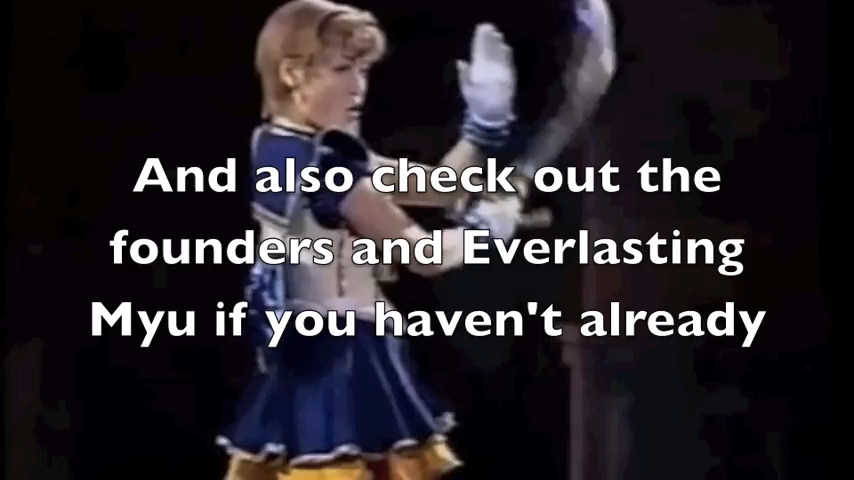 And also check out the
founders and Everlasting
Myu if you haven't already